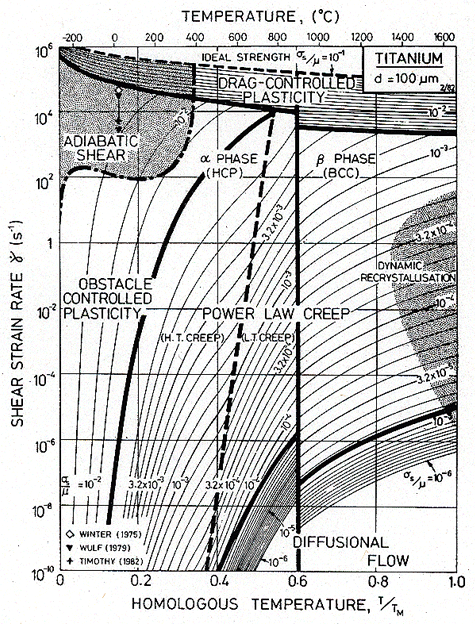 TEMPERATURE, (°C)
-200 0 200 400 600 800 1000 1200 1400 1600
IDEAL STRENGTH σs/μ=10⁻¹
TITANIUM
d = 100 μm
2/82
DRAG-CONTROLLED
PLASTICITY
10⁻²
ADIABATIC
SHEAR
α PHASE
(HCP)
β PHASE
(BCC)
10⁻³
3.2×10⁻⁴
DYNAMIC
RECRYSTALLISATION
10⁻⁴
3.2×10⁻³
10⁻³
OBSTACLE
CONTROLLED
PLASTICITY
POWER LAW CREEP
(H.T. CREEP)
(L.T. CREEP)
3.2×10⁻⁵
10⁻⁴
σs/μ = 10⁻²
3.2×10⁻³
10⁻³
3.2×10⁻⁴
σs/μ=10⁻⁶
10⁻⁵
10⁻⁶
DIFFUSIONAL
FLOW
◇ WINTER (1975)
▼ WULF (1979)
+ TIMOTHY (1982)
SHEAR STRAIN RATE γ̇ (s⁻¹)
10⁶
10⁴
10²
1
10⁻²
10⁻⁴
10⁻⁶
10⁻⁸
10⁻¹⁰
0 0.2 0.4 0.6 0.8 1.0
HOMOLOGOUS TEMPERATURE, T/TM